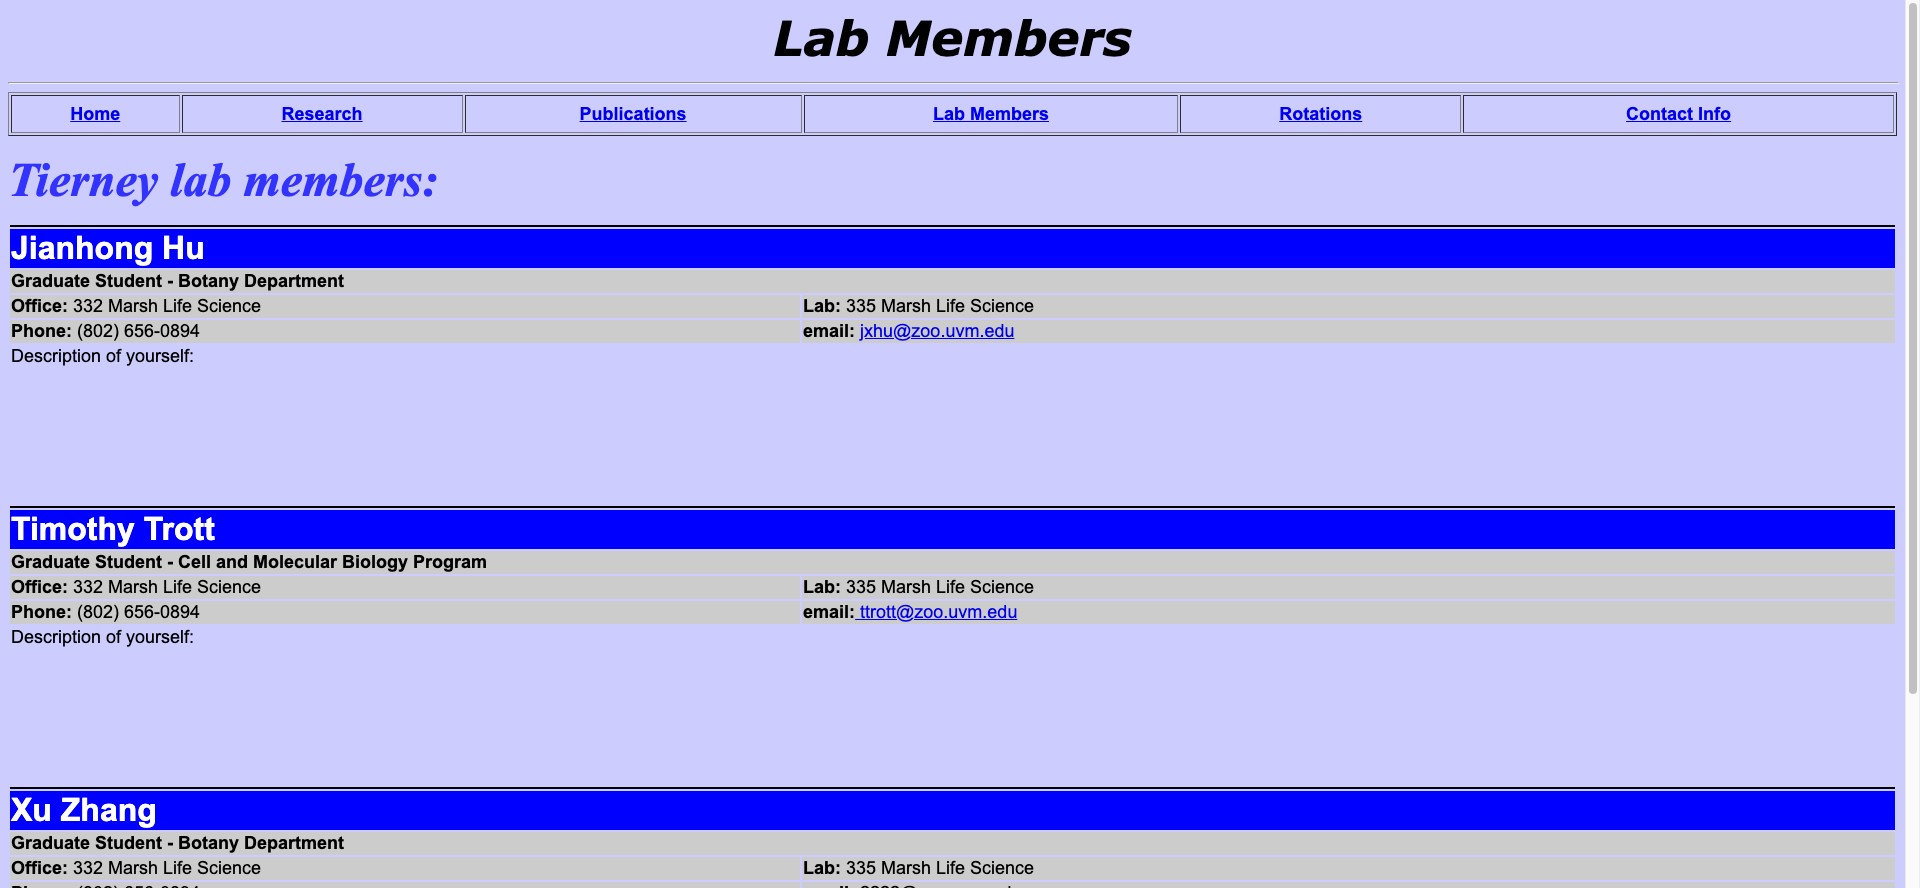 Lab Members
Home Research Publications Lab Members Rotations Contact Info
Tierney lab members:
Jianhong Hu
Graduate Student - Botany Department
Office: 332 Marsh Life Science Lab: 335 Marsh Life Science
Phone: (802) 656-0894 email: jxhu@zoo.uvm.edu
Description of yourself:
Timothy Trott
Graduate Student - Cell and Molecular Biology Program
Office: 332 Marsh Life Science Lab: 335 Marsh Life Science
Phone: (802) 656-0894 email: ttrott@zoo.uvm.edu
Description of yourself:
Xu Zhang
Graduate Student - Botany Department
Office: 332 Marsh Life Science Lab: 335 Marsh Life Science